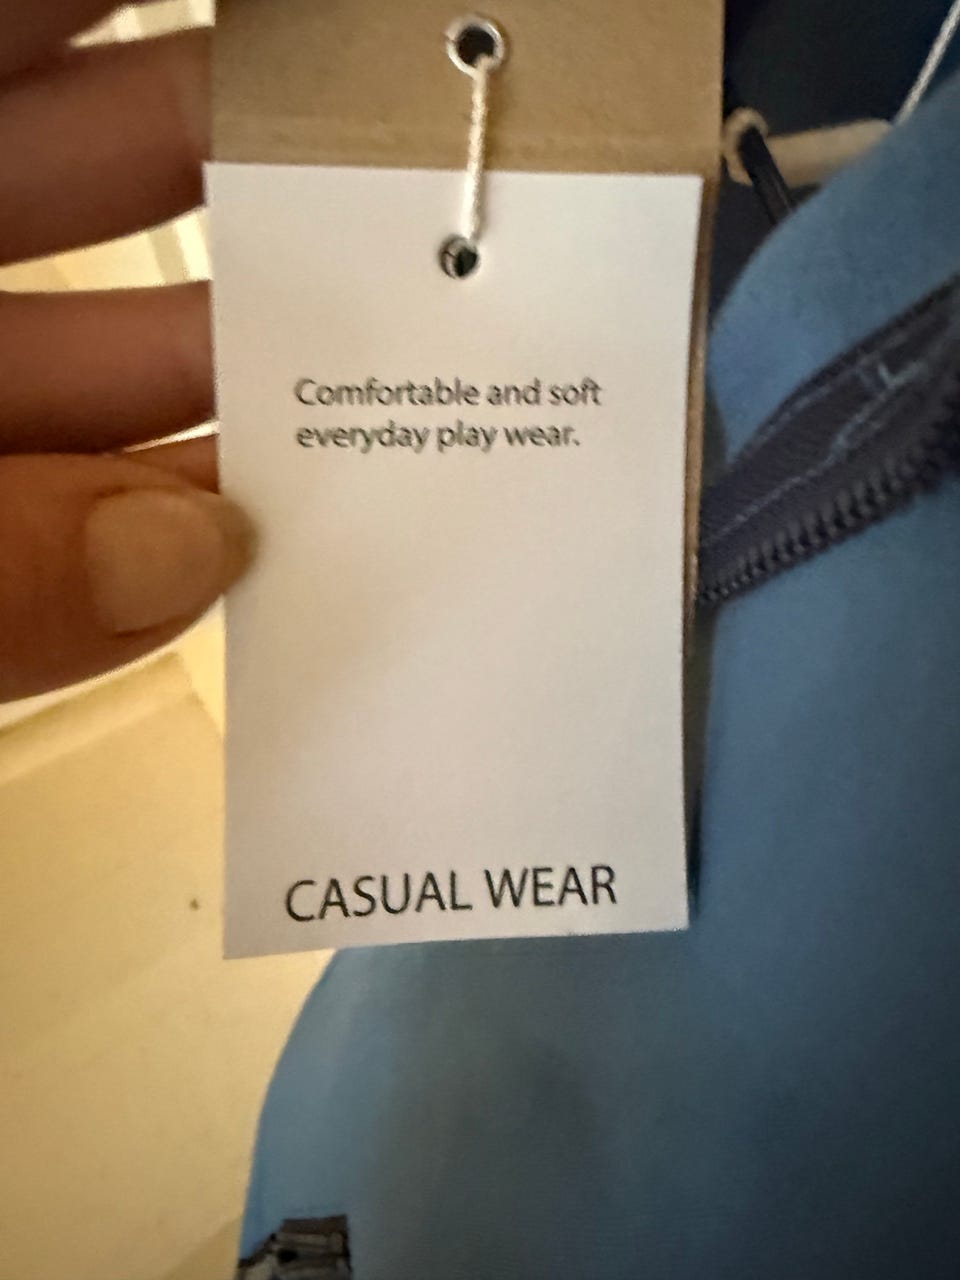 Comfortable and soft
everyday play wear.
CASUAL WEAR